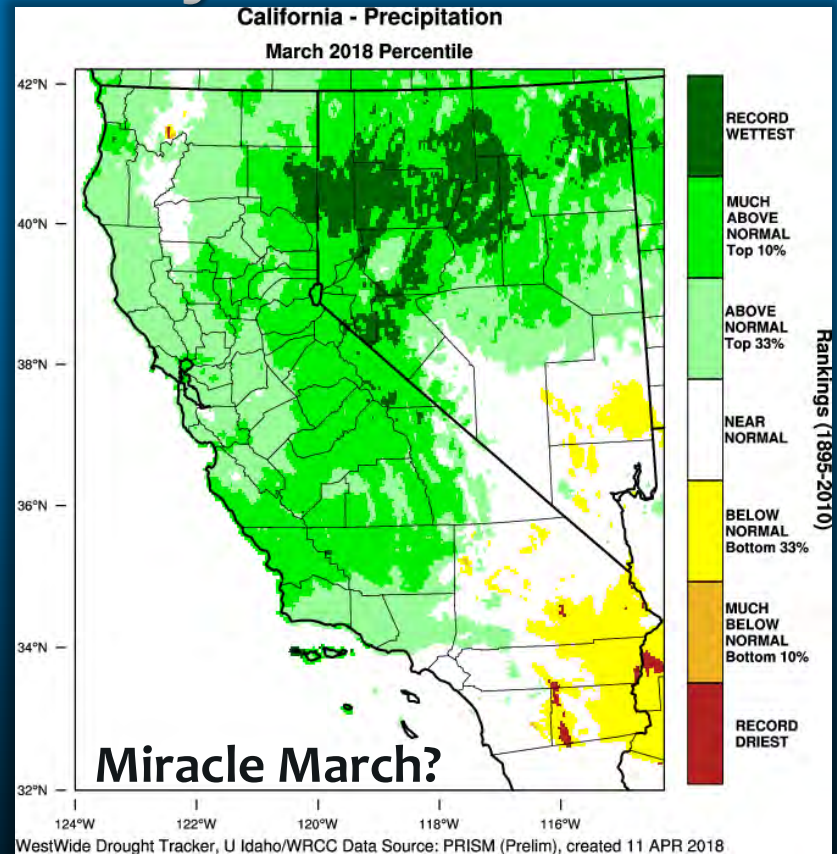 California - Precipitation
March 2018 Percentile
42°N
40°N
38°N
36°N
34°N
32°N
124°W
122°W
120°W
118°W
116°W
RECORD
WETTEST
MUCH
ABOVE
NORMAL
Top 10%
ABOVE
NORMAL
Top 33%
NEAR
NORMAL
BELOW
NORMAL
Bottom 33%
MUCH
BELOW
NORMAL
Bottom 10%
RECORD
DRIEST
Rankings (1895-2010)
Miracle March?
WestWide Drought Tracker, U Idaho/WRCC Data Source: PRISM (Prelim), created 11 APR 2018